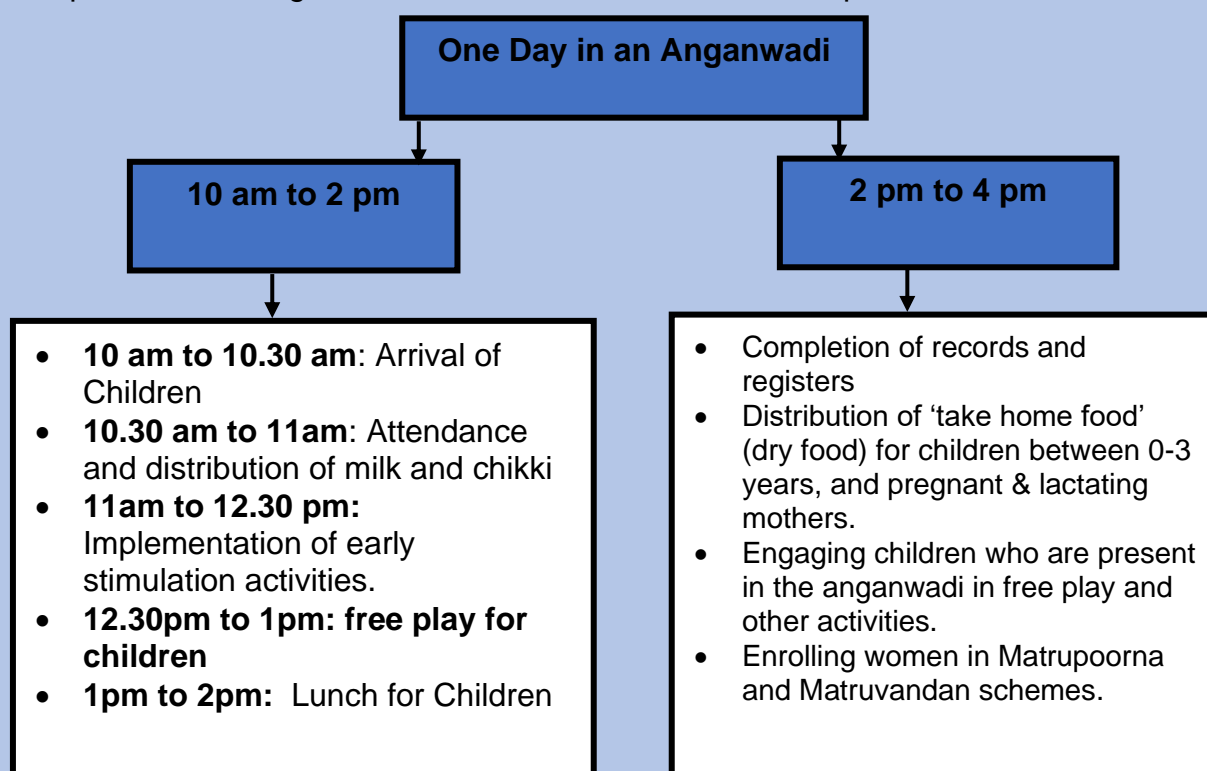 One Day in an Anganwadi
10 am to 2 pm
• 10 am to 10.30 am: Arrival of
Children
• 10.30 am to 11am: Attendance
and distribution of milk and chikki
• 11am to 12.30 pm:
Implementation of early
stimulation activities.
• 12.30pm to 1pm: free play for
children
• 1pm to 2pm: Lunch for Children
2 pm to 4 pm
• Completion of records and
registers
• Distribution of ‘take home food’
(dry food) for children between 0-3
years, and pregnant & lactating
mothers.
• Engaging children who are present
in the anganwadi in free play and
other activities.
• Enrolling women in Matrupoorna
and Matruvandan schemes.